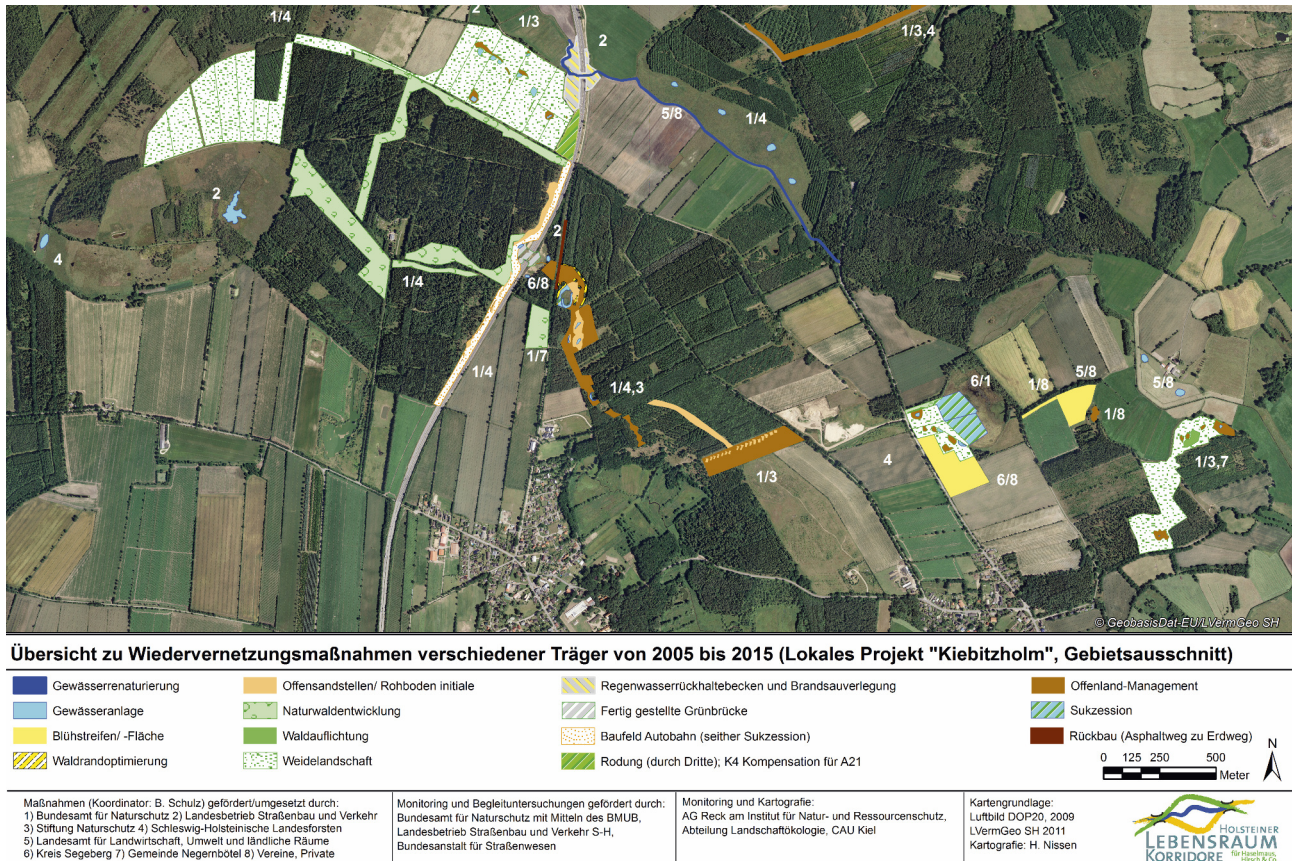 1/4
2
1/3
2
1/3,4
5/8
1/4
2
4
2
1/4
6/8
1/7
1/4
1/4,3
6/1
1/8
5/8
5/8
1/8
1/3
4
6/8
1/3,7
© GeobasisDat-EU/LVermGeo SH
Übersicht zu Wiedervernetzungsmaßnahmen verschiedener Träger von 2005 bis 2015 (Lokales Projekt "Kiebitzholm", Gebietsausschnitt)
Gewässerrenaturierung
Gewässeranlage
Blühstreifen/ -Fläche
Waldrandoptimierung
Offensandstellen/ Rohboden initiale
Naturwaldentwicklung
Waldauflichtung
Weidelandschaft
Regenwasserrückhaltebecken und Brandsauverlegung
Fertig gestellte Grünbrücke
Baufeld Autobahn (seither Sukzession)
Rodung (durch Dritte); K4 Kompensation für A21
Offenland-Management
Sukzession
Rückbau (Asphaltweg zu Erdweg)
0 125 250 500
Meter
N
Maßnahmen (Koordinator: B. Schulz) gefördert/umgesetzt durch:
1) Bundesamt für Naturschutz 2) Landesbetrieb Straßenbau und Verkehr
3) Stiftung Naturschutz 4) Schleswig-Holsteinische Landesforsten
5) Landesamt für Landwirtschaft, Umwelt und ländliche Räume
6) Kreis Segeberg 7) Gemeinde Negernbötel 8) Vereine, Private
Monitoring und Begleituntersuchungen gefördert durch:
Bundesamt für Naturschutz mit Mitteln des BMUB,
Landesbetrieb Straßenbau und Verkehr S-H,
Bundesanstalt für Straßenwesen
Monitoring und Kartografie:
AG Reck am Institut für Natur- und Ressourcenschutz,
Abteilung Landschaftökologie, CAU Kiel
Kartengrundlage:
Luftbild DOP20, 2009
LVermGeo SH 2011
Kartografie: H. Nissen
HOLSTEINER
LEBENSRAUM
KORRIDORE
für Haselmaus,
Hirsch & Co.